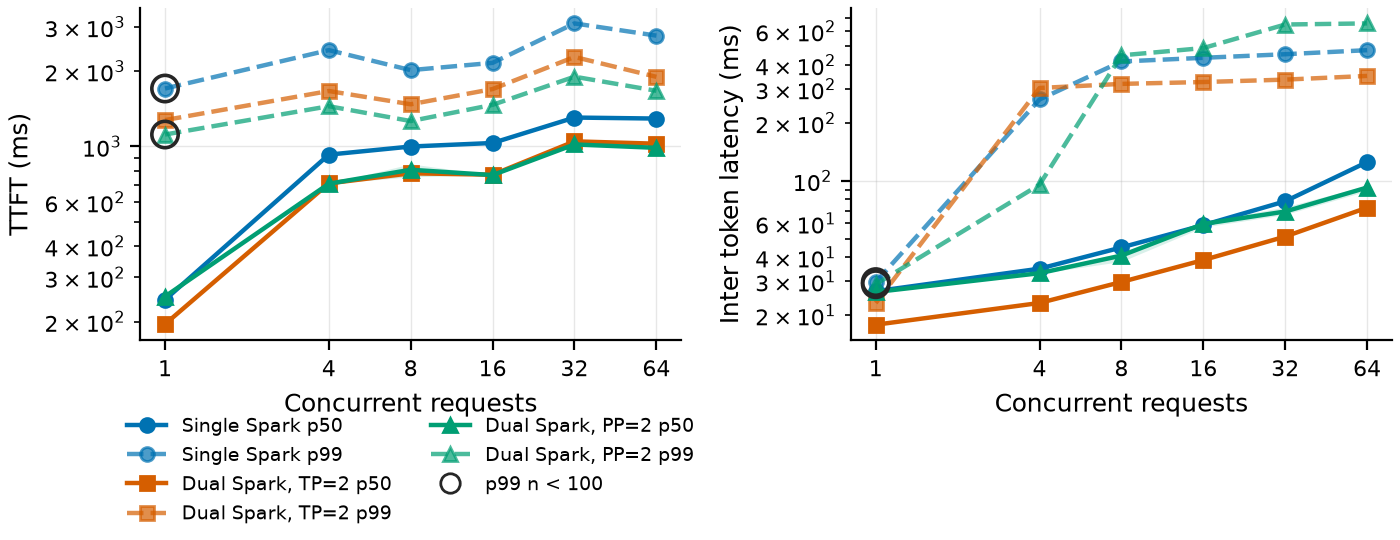 TTFT (ms)
3 × 10³
2 × 10³
10³
6 × 10²
4 × 10²
3 × 10²
2 × 10²
1 4 8 16 32 64
Concurrent requests
Single Spark p50
Single Spark p99
Dual Spark, TP=2 p50
Dual Spark, TP=2 p99
Dual Spark, PP=2 p50
Dual Spark, PP=2 p99
p99 n < 100
Inter token latency (ms)
6 × 10²
4 × 10²
3 × 10²
2 × 10²
10²
6 × 10¹
4 × 10¹
3 × 10¹
2 × 10¹
1 4 8 16 32 64
Concurrent requests